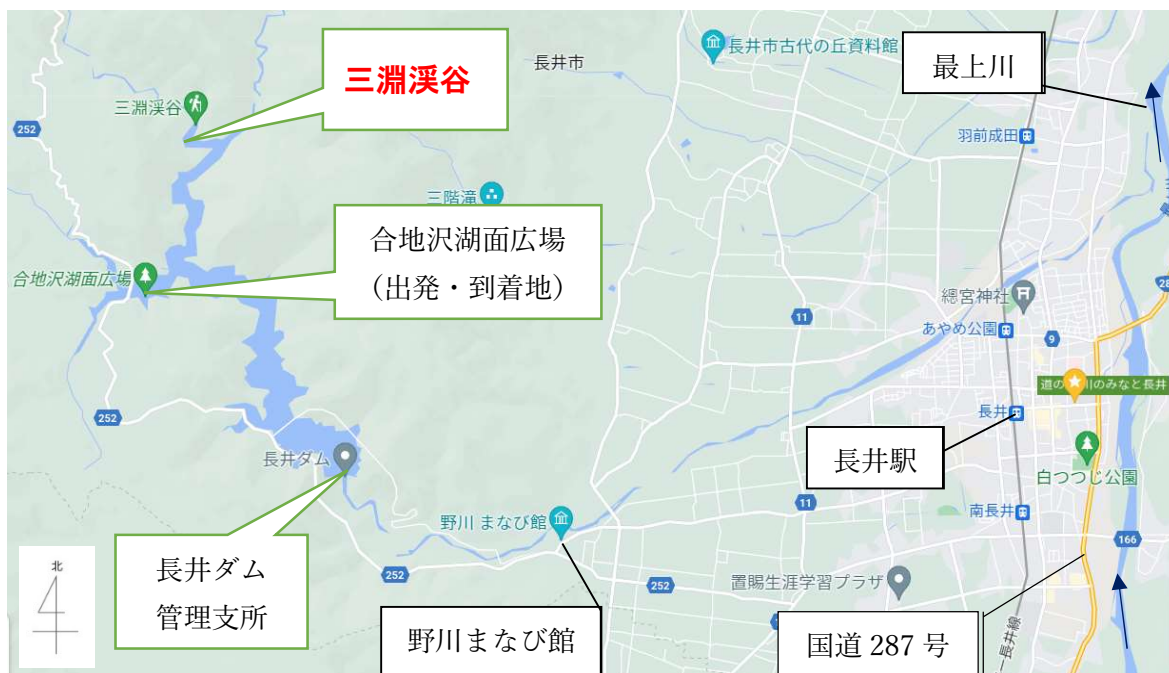 三淵渓谷
最上川
長井市古代の丘資料館
長井市
三淵渓谷
252
羽前成田
三階滝
合地沢湖面広場
（出発・到着地）
合地沢湖面広場
11
總宮神社
あやめ公園
9
道の
川のみなと長井
252
長井
長井ダム
長井駅
白つつじ公園
野川 まなび館
11
南長井
166
北
長井ダム
管理支所
252
252
置賜生涯学習プラザ
野川まなび館
国道 287 号
ー長井線